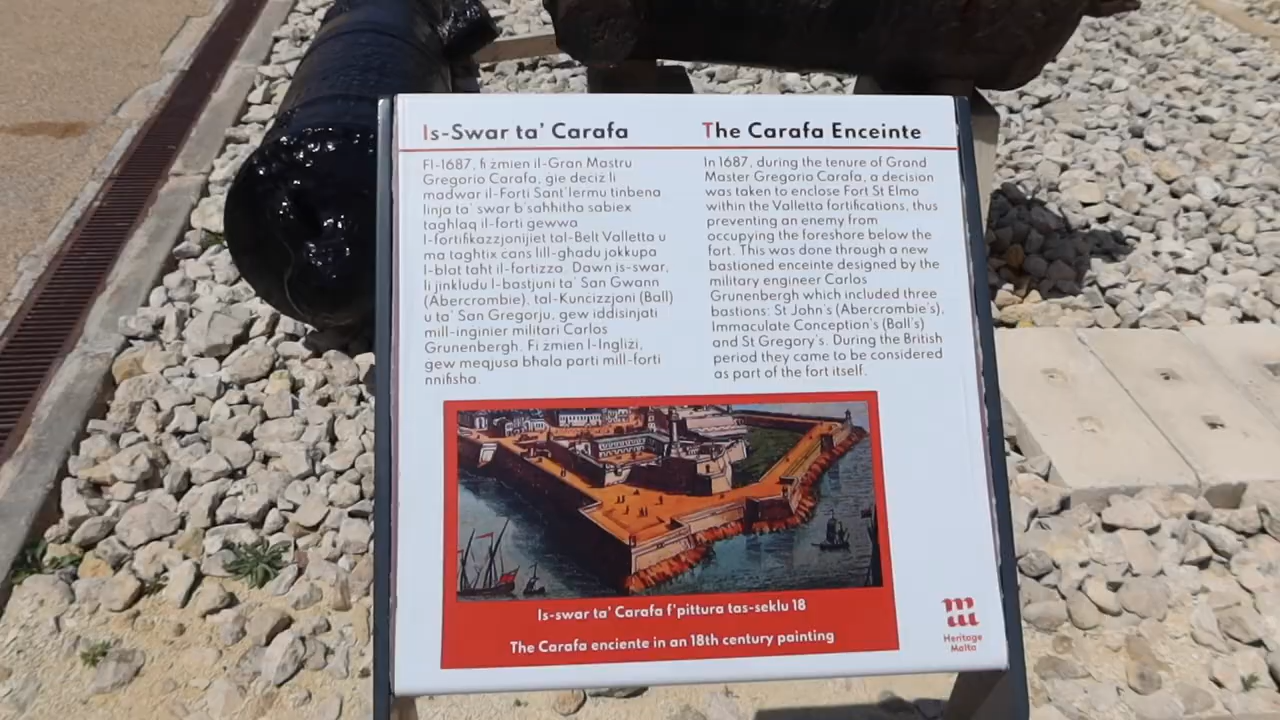 Is-Swar ta' Carafa
Fl-1687, fi żmien il-Gran Mastru
Gregorio Carafa, gie deciz li
madwar il-Forti Sant'Iermu tinbena
linja ta' swar b'sahhitha sabiex
taghlaq il-forti gewwa
l-fortifikazzjonijiet tal-Belt Valletta u
ma taghtix cans lill-ghadu jokkupa
l-blat taht il-fortizza. Dawn is-swar,
li jinkludu l-bastjuni ta' San Gwann
(Abercrombie), tal-Kuncizzjoni (Ball)
u ta' San Gregorju, gew iddisinjati
mill-inginier militari Carlos
Grunenbergh. Fi żmien l-Ingliżi,
gew meqjusa bhala parti mill-forti
nnifisha.
The Carafa Enceinte
In 1687, during the tenure of Grand
Master Gregorio Carafa, a decision
was taken to enclose Fort St Elmo
within the Valletta fortifications, thus
preventing an enemy from
occupying the foreshore below the
fort. This was done through a new
bastioned enceinte designed by the
military engineer Carlos
Grunenbergh which included three
bastions: St John's (Abercrombie's),
Immaculate Conception's (Ball's)
and St Gregory's. During the British
period they came to be considered
as part of the fort itself.
Is-swar ta' Carafa f'pittura tas-seklu 18
The Carafa enciente in an 18th century painting
Heritage
Malta